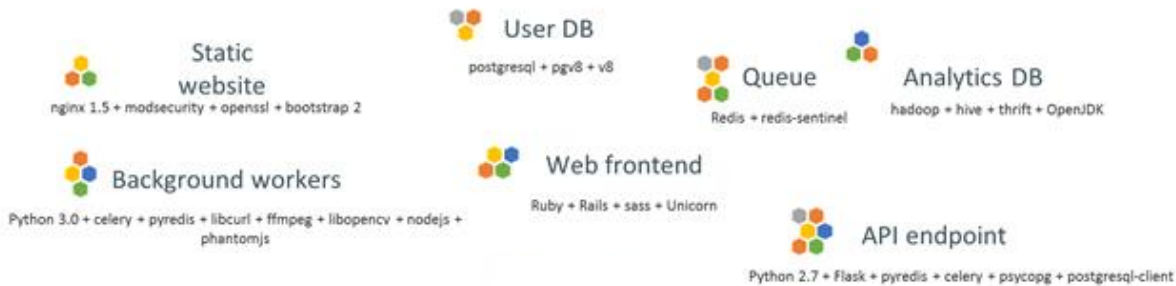 Static
website
nginx 1.5 + modsecurity + openssl + bootstrap 2
User DB
postgresql + pgv8 + v8
Queue
Redis + redis-sentinel
Analytics DB
hadoop + hive + thrift + OpenJDK
Background workers
Python 3.0 + celery + pyredis + libcurl + ffmpeg + libopencv + nodejs +
phantomjs
Web frontend
Ruby + Rails + sass + Unicorn
API endpoint
Python 2.7 + Flask + pyredis + celery + psycopg + postgresql-client